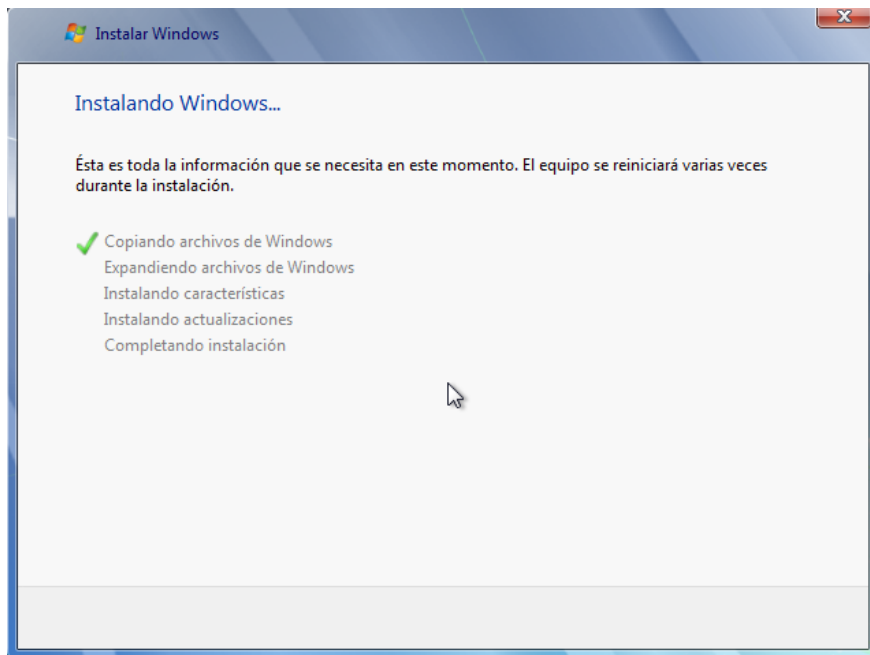 Instalar Windows
Instalando Windows...
Ésta es toda la información que se necesita en este momento. El equipo se reiniciará varias veces
durante la instalación.
Copiando archivos de Windows
Expandiendo archivos de Windows
Instalando características
Instalando actualizaciones
Completando instalación